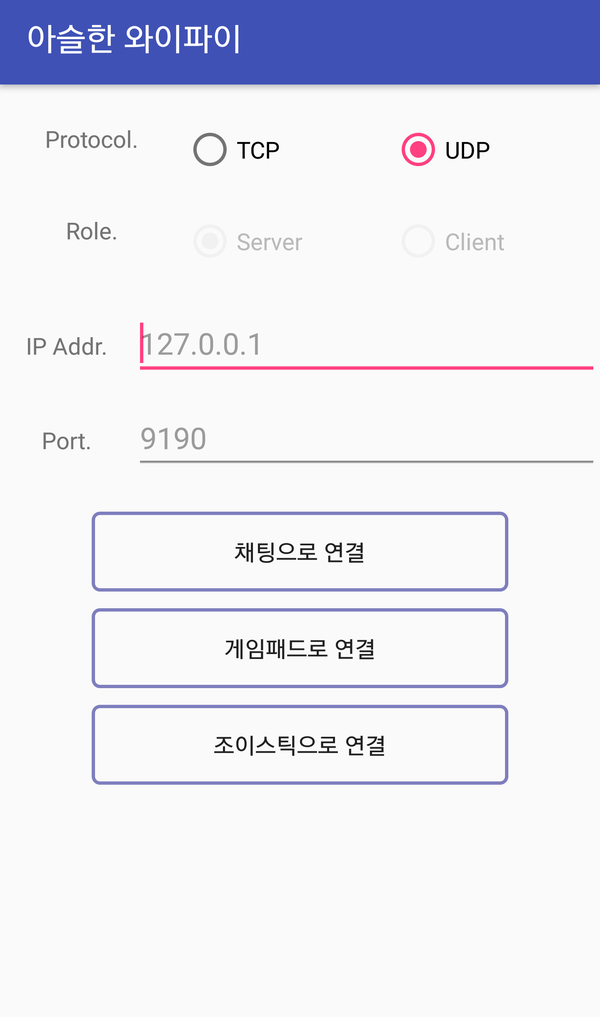 아슬한 와이파이
Protocol. TCP UDP
Role. Server Client
IP Addr. 127.0.0.1
Port. 9190
채팅으로 연결
게임패드로 연결
조이스틱으로 연결